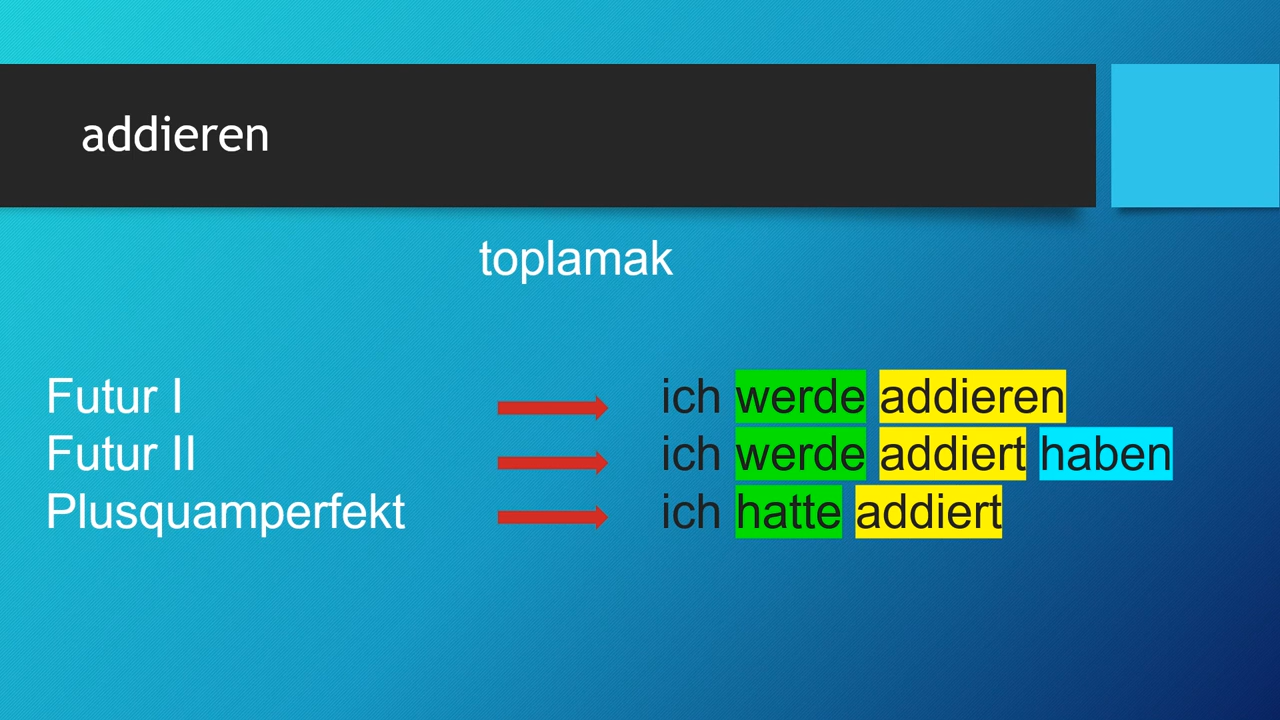 addieren
toplamak
Futur I ich werde addieren
Futur II ich werde addiert haben
Plusquamperfekt ich hatte addiert